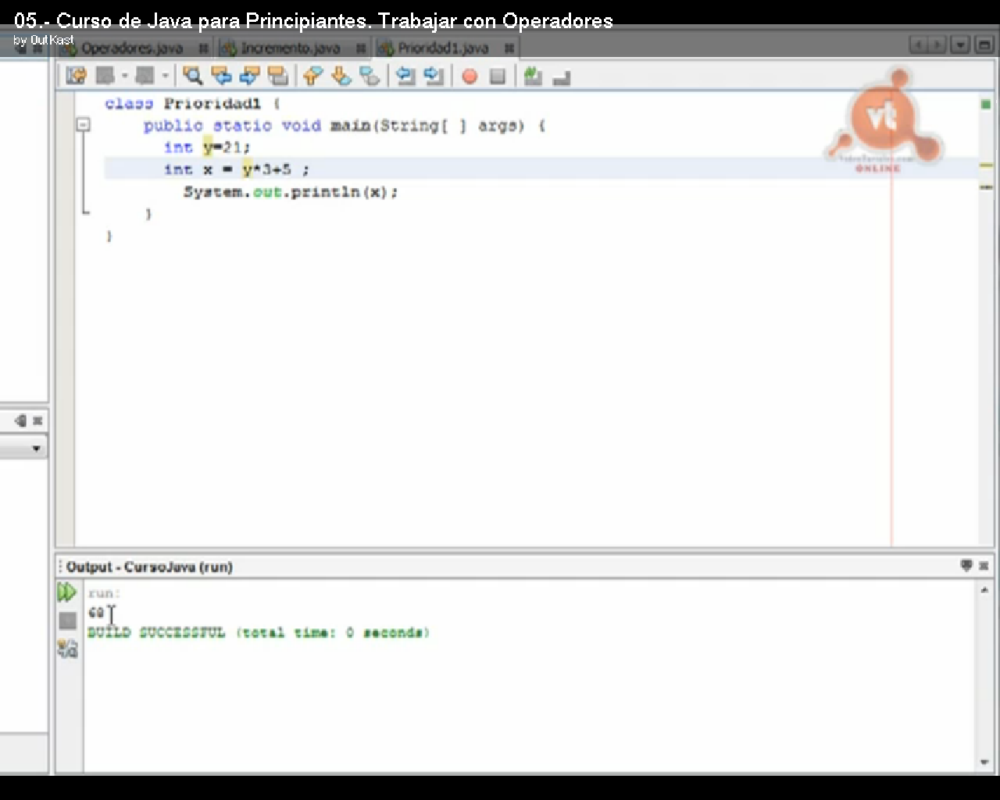 05.- Curso de Java para Principiantes. Trabajar con Operadores
by OutKast
Operadores.java
Incremento.java
Prioridad1.java
class Prioridad1 {
public static void main(String[ ] args) {
int y=21;
int x = y*3+5 ;
System.out.println(x);
}
}
vt
ONLINE
Output - CursoJava (run)
run:
68
BUILD SUCCESSFUL (total time: 0 seconds)